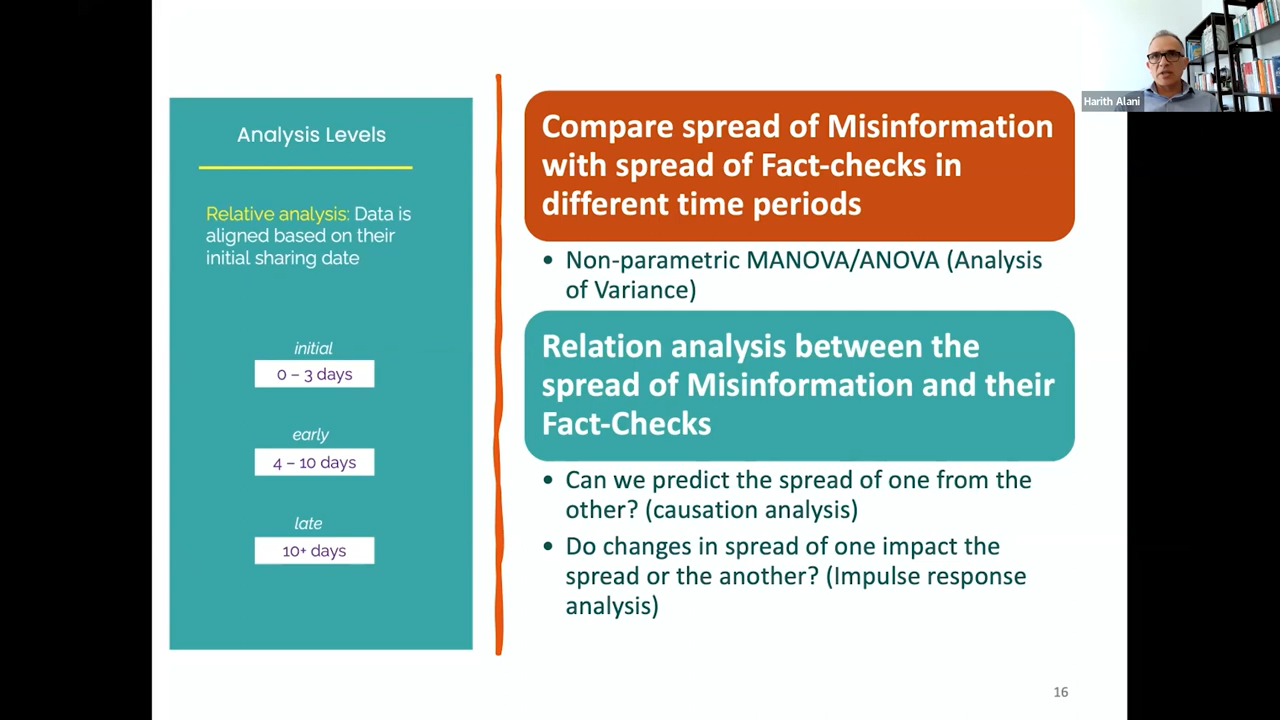 Analysis Levels
Relative analysis: Data is
aligned based on their
initial sharing date
initial
0 – 3 days
early
4 – 10 days
late
10+ days
Compare spread of Misinformation
with spread of Fact-checks in
different time periods
• Non-parametric MANOVA/ANOVA (Analysis
of Variance)
Relation analysis between the
spread of Misinformation and their
Fact-Checks
• Can we predict the spread of one from the
other? (causation analysis)
• Do changes in spread of one impact the
spread or the another? (Impulse response
analysis)
16
Harith Alani